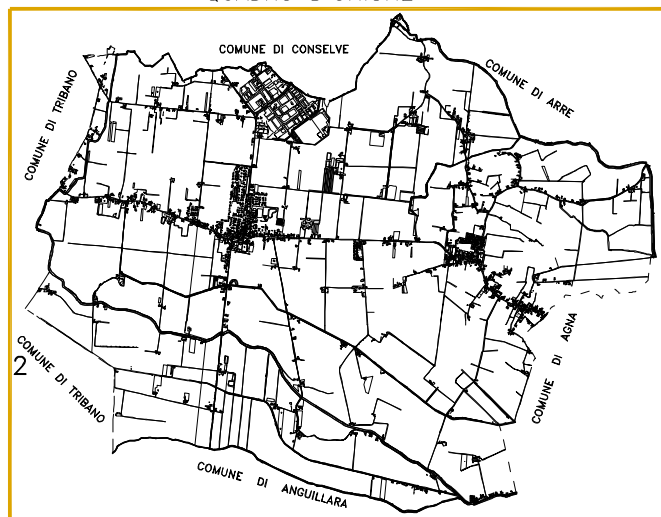 COMUNE DI CONSELVE
COMUNE DI ARRE
COMUNE DI TRIBANO
COMUNE DI AGNA
2
COMUNE DI TRIBANO
COMUNE DI ANGUILLARA